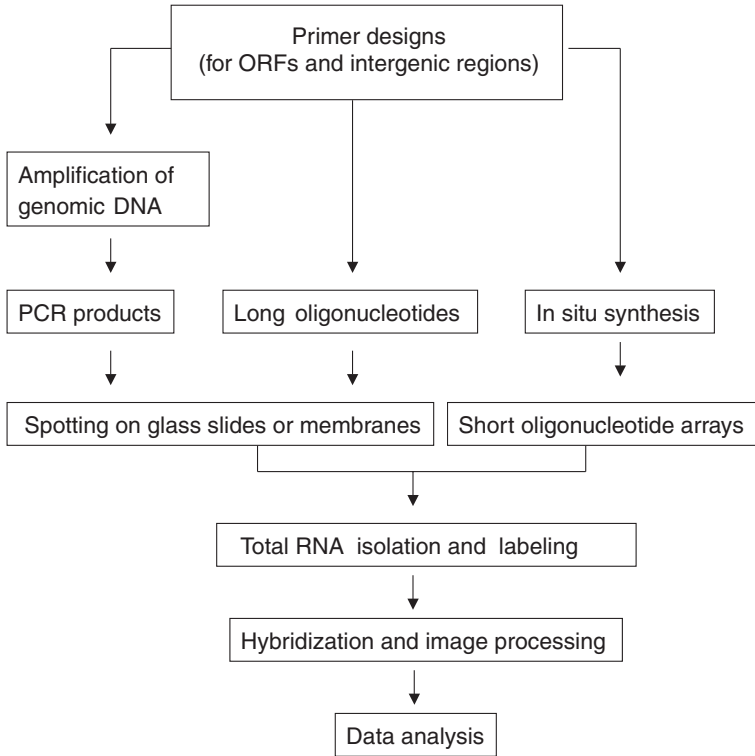 Primer designs
(for ORFs and intergenic regions)
Amplification of
genomic DNA
PCR products
Long oligonucleotides
In situ synthesis
Spotting on glass slides or membranes
Short oligonucleotide arrays
Total RNA isolation and labeling
Hybridization and image processing
Data analysis